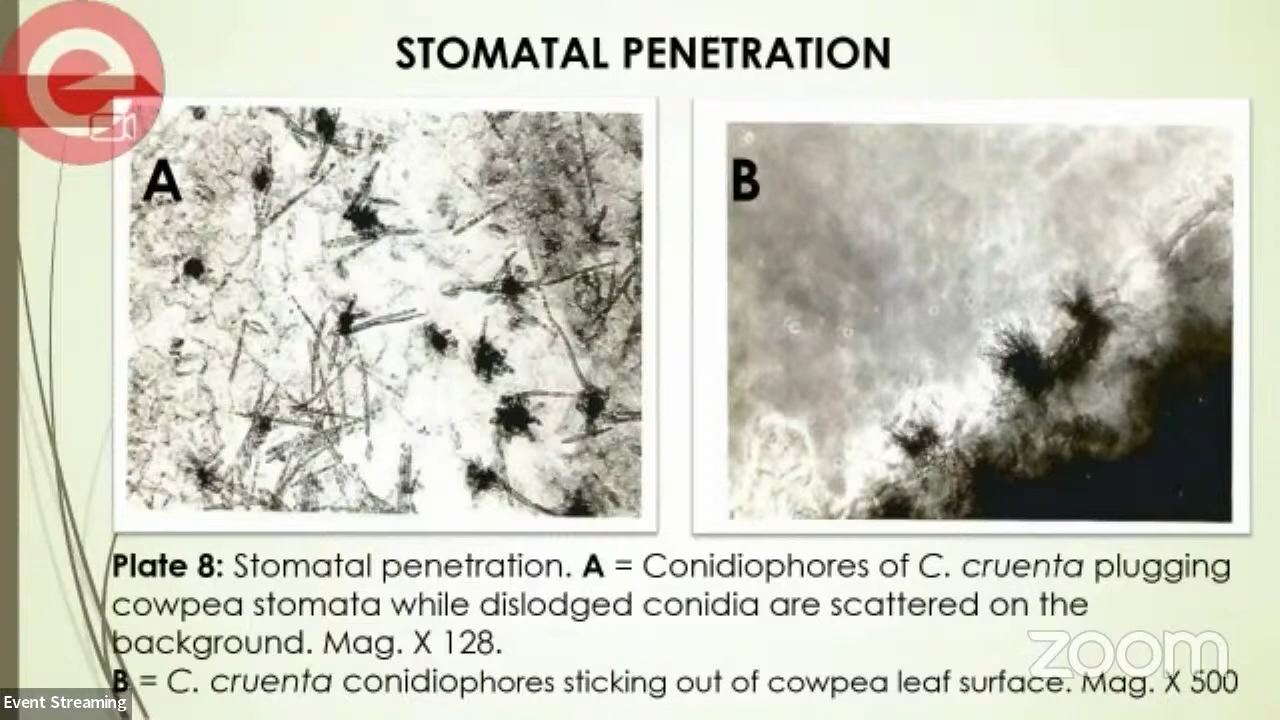 STOMATAL PENETRATION
A
B
Plate 8: Stomatal penetration. A = Conidiophores of C. cruenta plugging
cowpea stomata while dislodged conidia are scattered on the
background. Mag. X 128.
B = C. cruenta conidiophores sticking out of cowpea leaf surface. Mag. X 500
zoom
Event Streaming